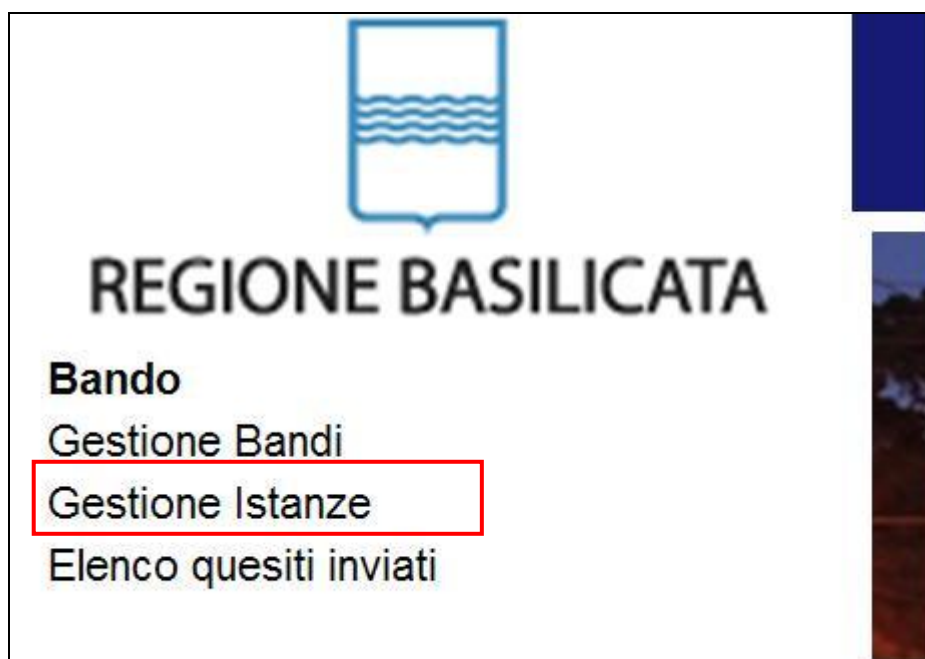 REGIONE BASILICATA
Bando
Gestione Bandi
Gestione Istanze
Elenco quesiti inviati